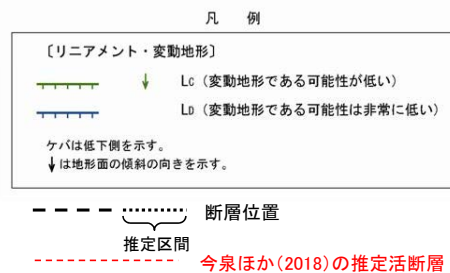 凡 例
〔リニアメント・変動地形〕
LC（変動地形である可能性が低い）
LD（変動地形である可能性は非常に低い）
ケバは低下側を示す。
↓は地形面の傾斜の向きを示す。
断層位置
推定区間
今泉ほか(2018)の推定活断層